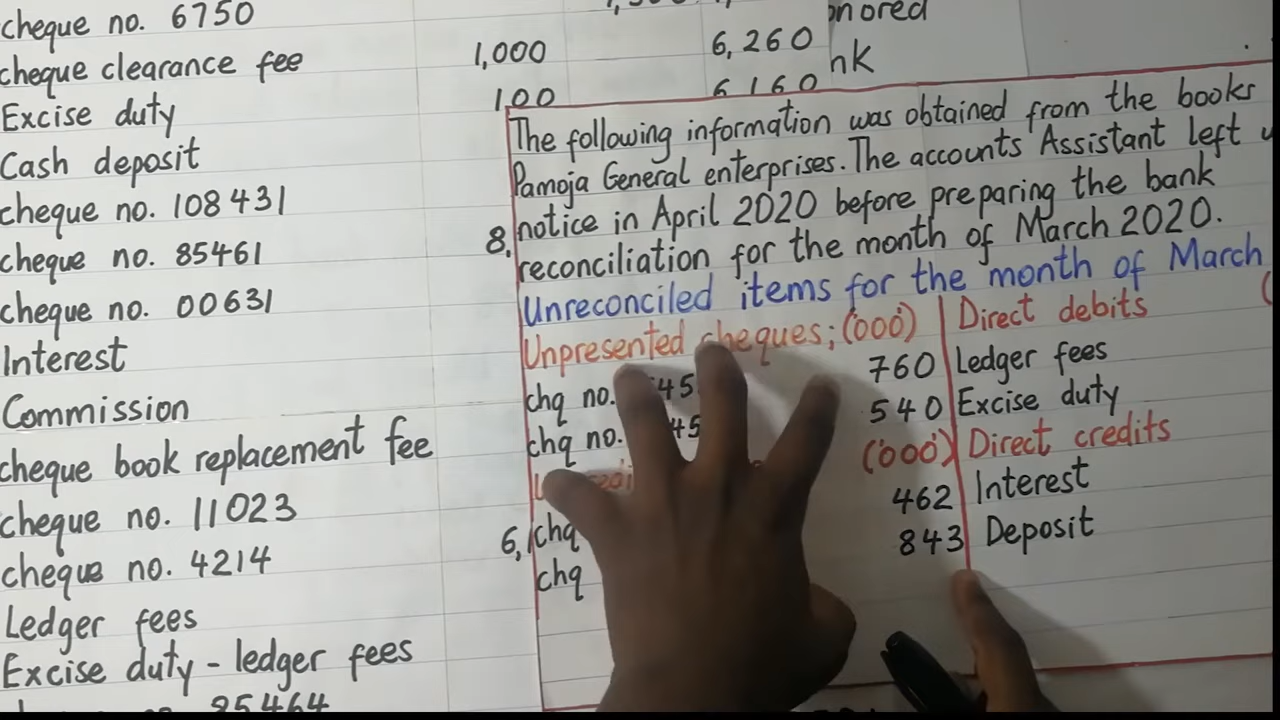 cheque no. 6750
cheque clearance fee
Excise duty
Cash deposit
cheque no. 108431
cheque no. 85461
cheque no. 00631
Interest
Commission
cheque book replacement fee
cheque no. 11023
cheque no. 4214
Ledger fees
Excise duty - ledger fees
85464
1,000
100
8,
6,
6,260
6,160
nk
The following information was obtained from the books
Pamoja General enterprises. The accounts Assistant left
notice in April 2020 before preparing the bank
reconciliation for the month of March 2020.
Unreconciled items for the month of March
Unpresented cheques; (000)
chq no. 760
chq no. 540
(000)
chq 462
chq 843
Direct debits
Ledger fees
Excise duty
Direct credits
Interest
Deposit